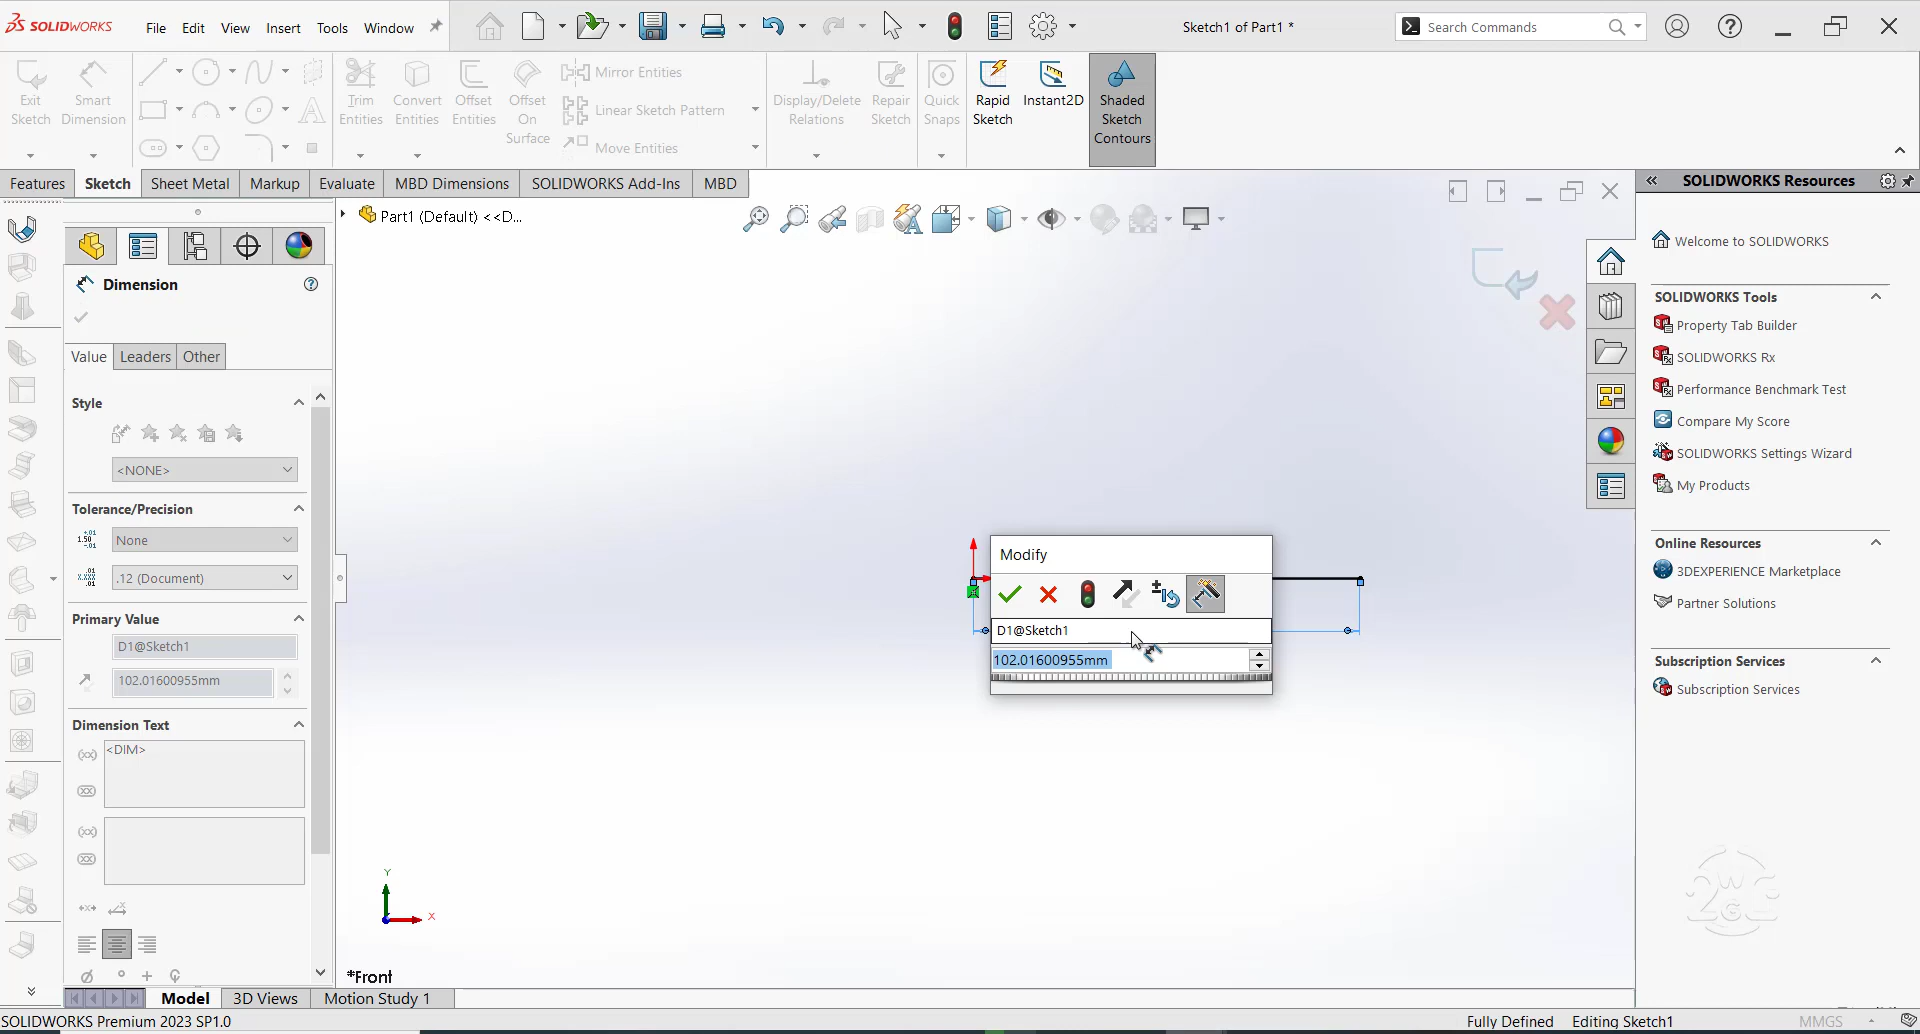 SOLIDWORKS
File Edit View Insert Tools Window
Sketch1 of Part1 *
Search Commands
Exit Sketch
Smart Dimension
Trim Entities
Convert Entities
Offset Entities
Offset On Surface
Mirror Entities
Linear Sketch Pattern
Move Entities
Display/Delete Relations
Repair Sketch
Quick Snaps
Rapid Sketch
Instant2D
Shaded Sketch Contours
Features Sketch Sheet Metal Markup Evaluate MBD Dimensions SOLIDWORKS Add-Ins MBD
Part1 (Default) <<D...
Dimension
Value Leaders Other
Style
<NONE>
Tolerance/Precision
None
.12 (Document)
Primary Value
D1@Sketch1
102.01600955mm
Dimension Text
<DIM>
Modify
D1@Sketch1
102.01600955mm
Y
X
*Front
SOLIDWORKS Resources
Welcome to SOLIDWORKS
SOLIDWORKS Tools
Property Tab Builder
SOLIDWORKS Rx
Performance Benchmark Test
Compare My Score
SOLIDWORKS Settings Wizard
My Products
Online Resources
3DEXPERIENCE Marketplace
Partner Solutions
Subscription Services
Subscription Services
Model 3D Views Motion Study 1
SOLIDWORKS Premium 2023 SP1.0
Fully Defined Editing Sketch1 MMGS